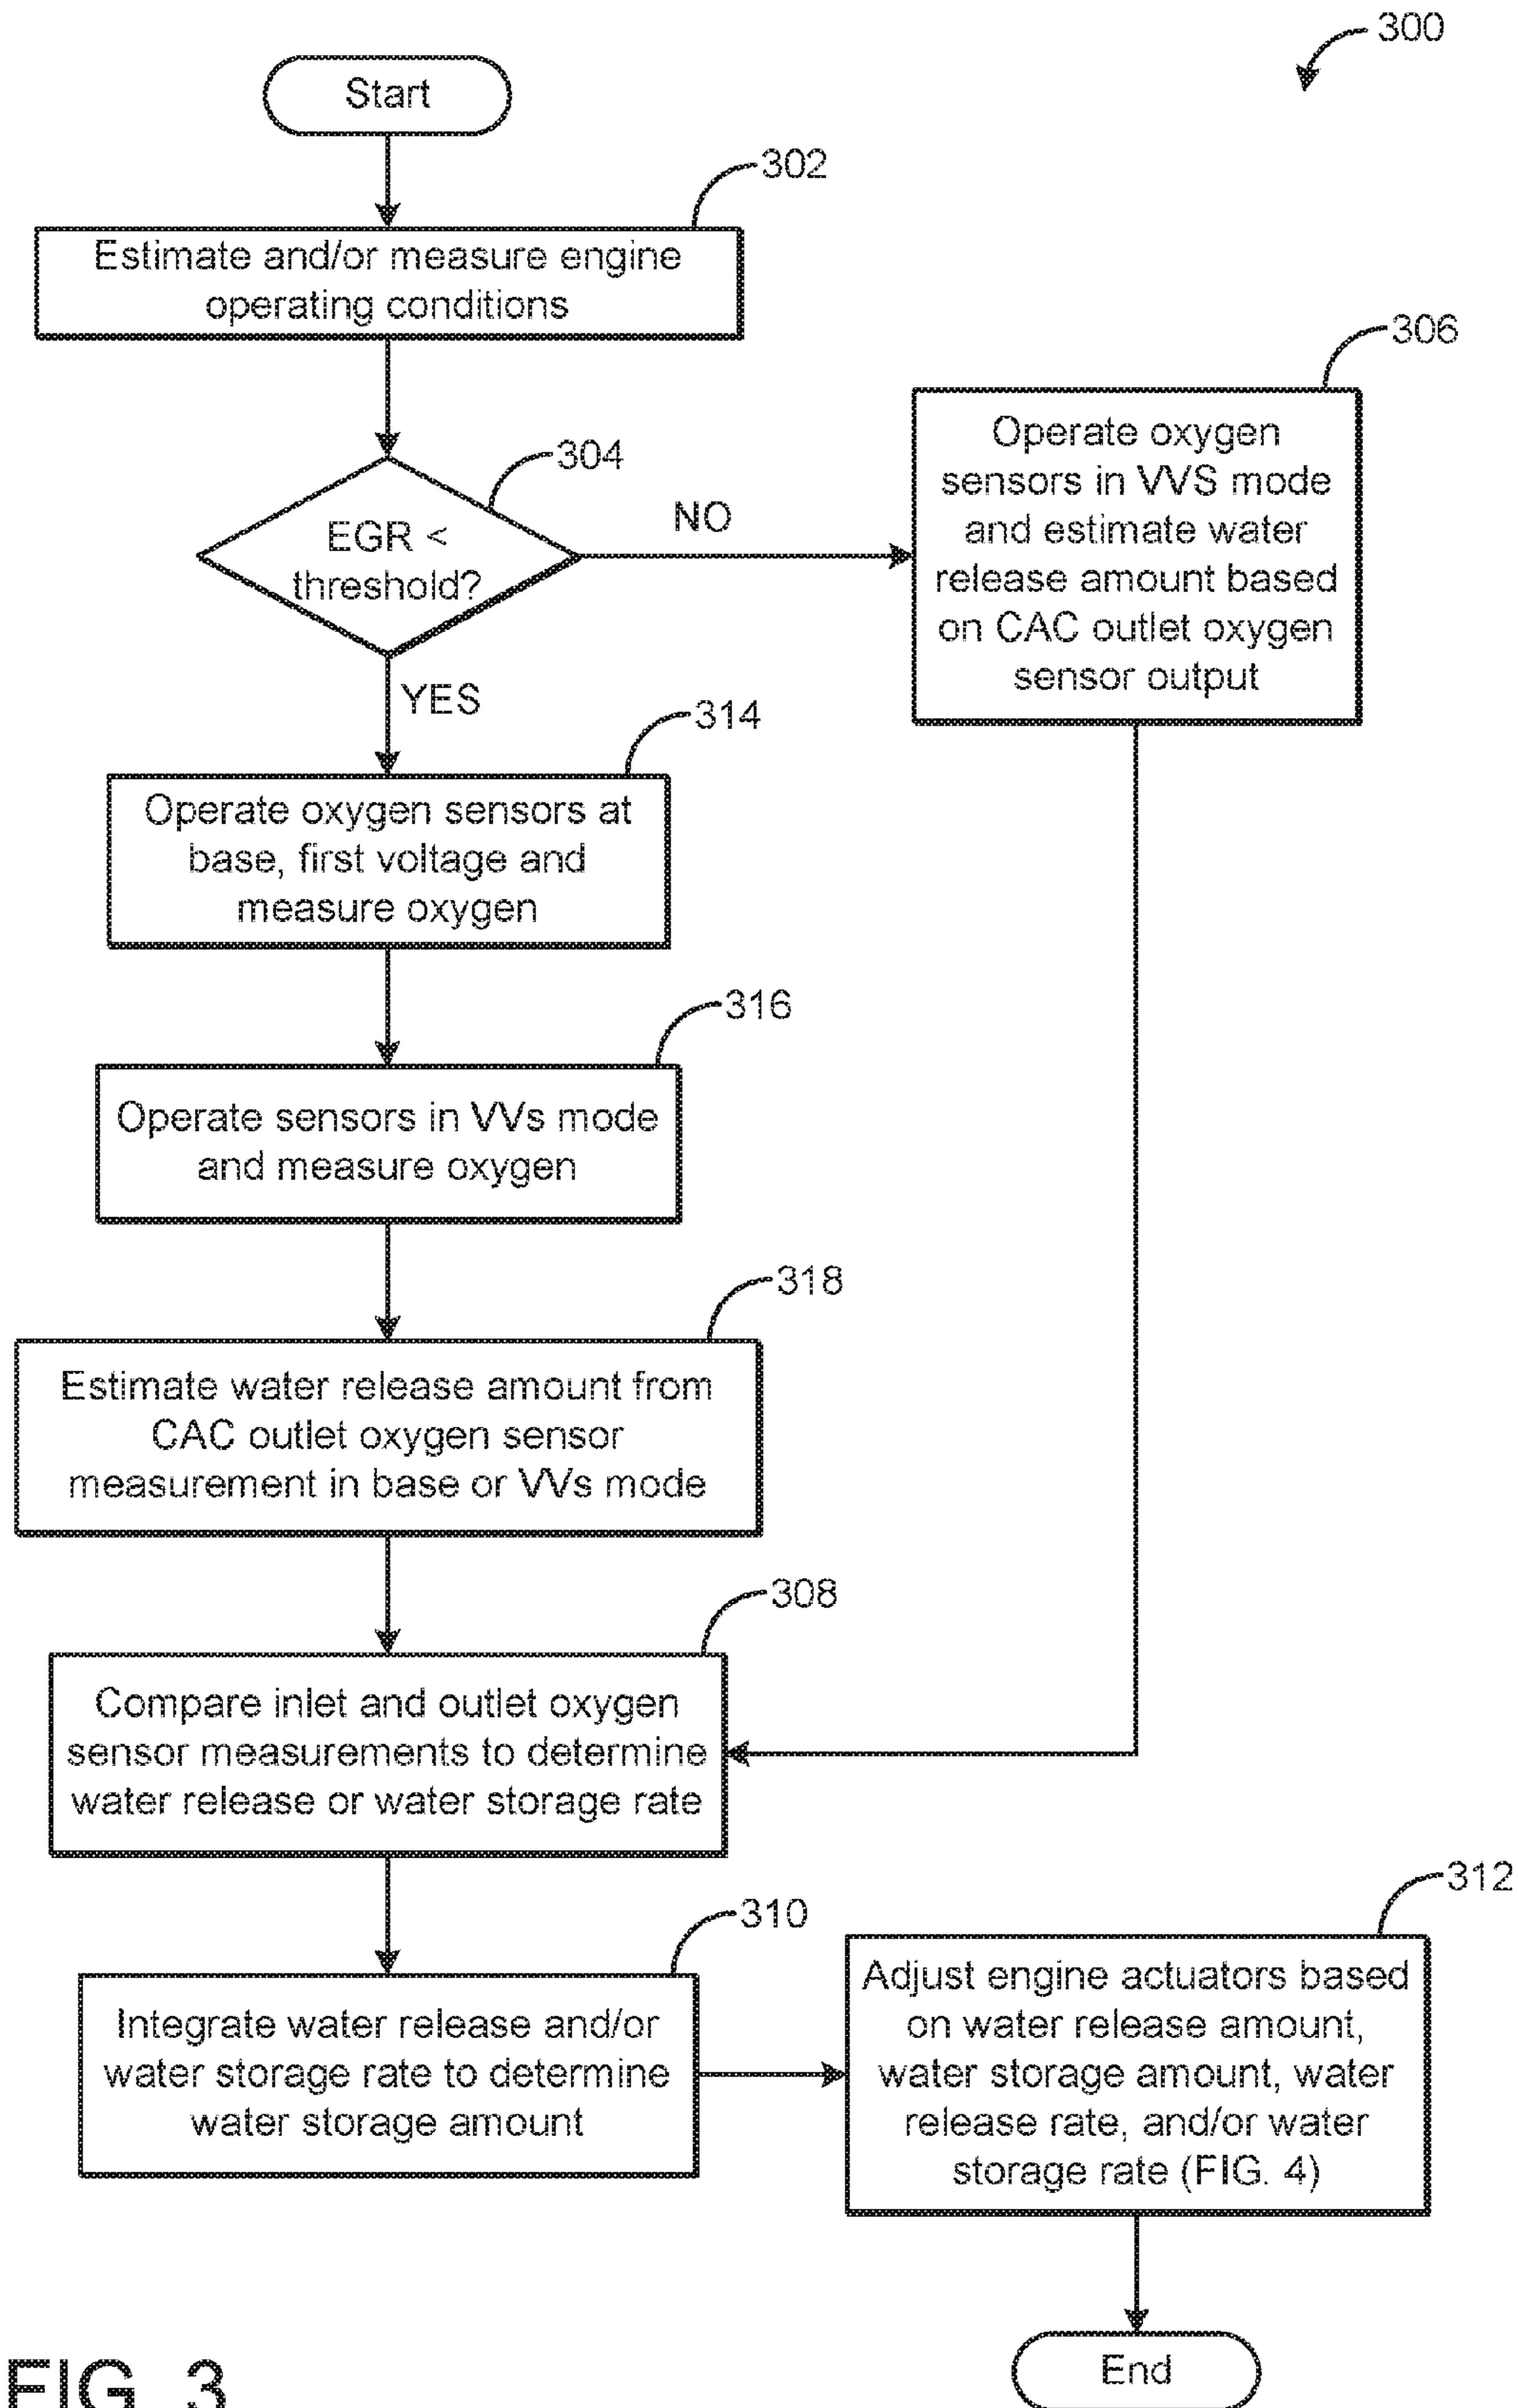 300
Start
302
Estimate and/or measure engine
operating conditions
304
EGR <
threshold?
NO
306
Operate oxygen
sensors in VVS mode
and estimate water
release amount based
on CAC outlet oxygen
sensor output
YES
314
Operate oxygen sensors at
base, first voltage and
measure oxygen
316
Operate sensors in VVs mode
and measure oxygen
318
Estimate water release amount from
CAC outlet oxygen sensor
measurement in base or VVs mode
308
Compare inlet and outlet oxygen
sensor measurements to determine
water release or water storage rate
310
Integrate water release and/or
water storage rate to determine
water storage amount
312
Adjust engine actuators based
on water release amount,
water storage amount, water
release rate, and/or water
storage rate (FIG. 4)
End
FIG. 3